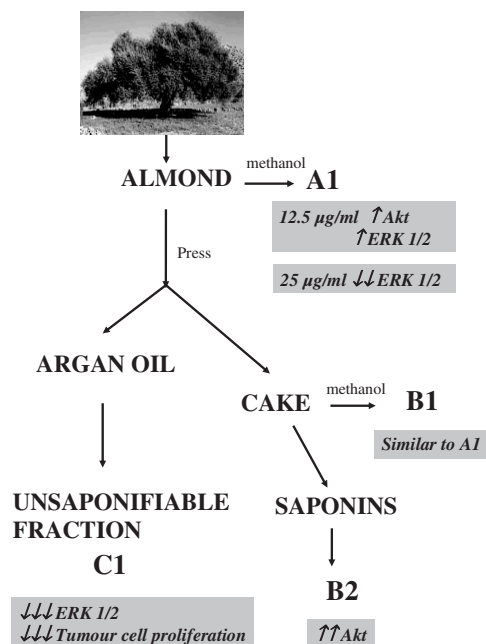 methanol
ALMOND A1
12.5 µg/ml ↑Akt
↑ERK 1/2
25 µg/ml ↓↓ERK 1/2
Press
ARGAN OIL
CAKE
methanol
B1
Similar to A1
UNSAPONIFIABLE
FRACTION
C1
↓↓↓ERK 1/2
↓↓↓Tumour cell proliferation
SAPONINS
B2
↑↑Akt